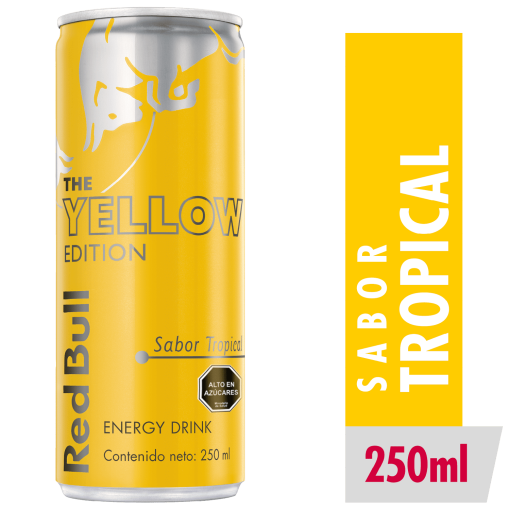 THE
YELLOW
EDITION
Red Bull
Sabor Tropical
ALTO EN
AZÚCARES
ENERGY DRINK
Contenido neto: 250 ml
SABOR
TROPICAL
250ml